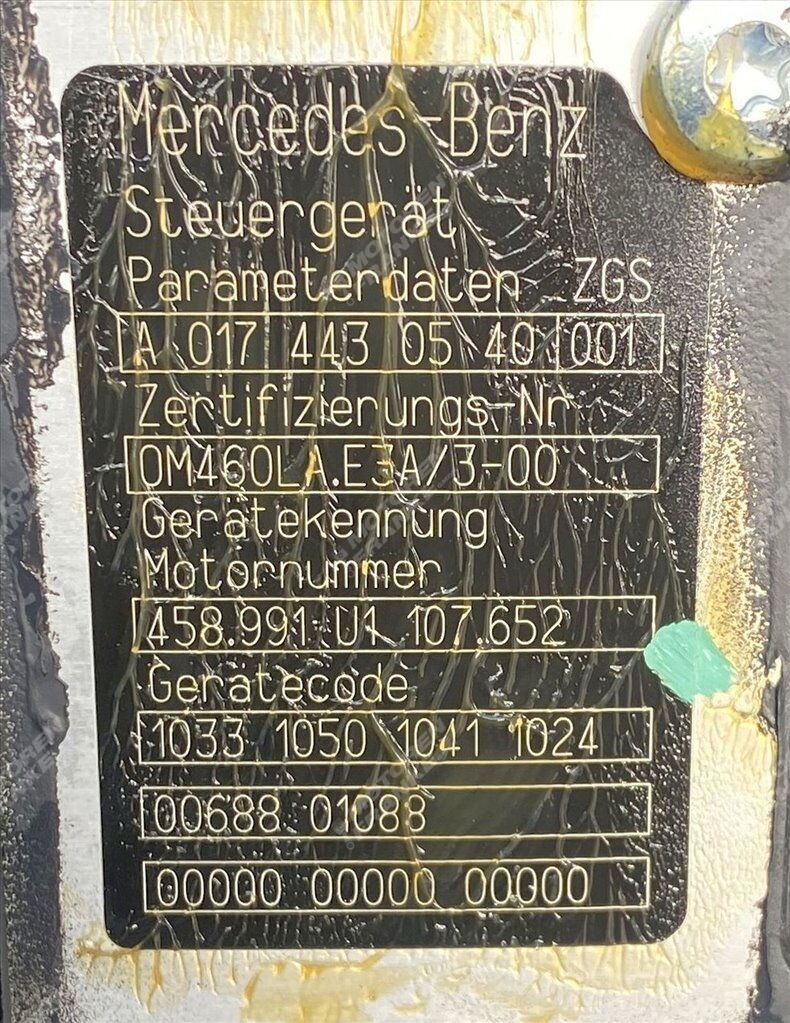 Mercedes-Benz
Steuergerät
Parameterdaten ZGS
A 017 443 05 40 001
Zertifizierungs-Nr
OM460LA.E3A/3-00
Gerätekennung
Motornummer
458.991-U1 107.652
Gerätecode
1033 1050 1041 1024
00688 01088
00000 00000 00000